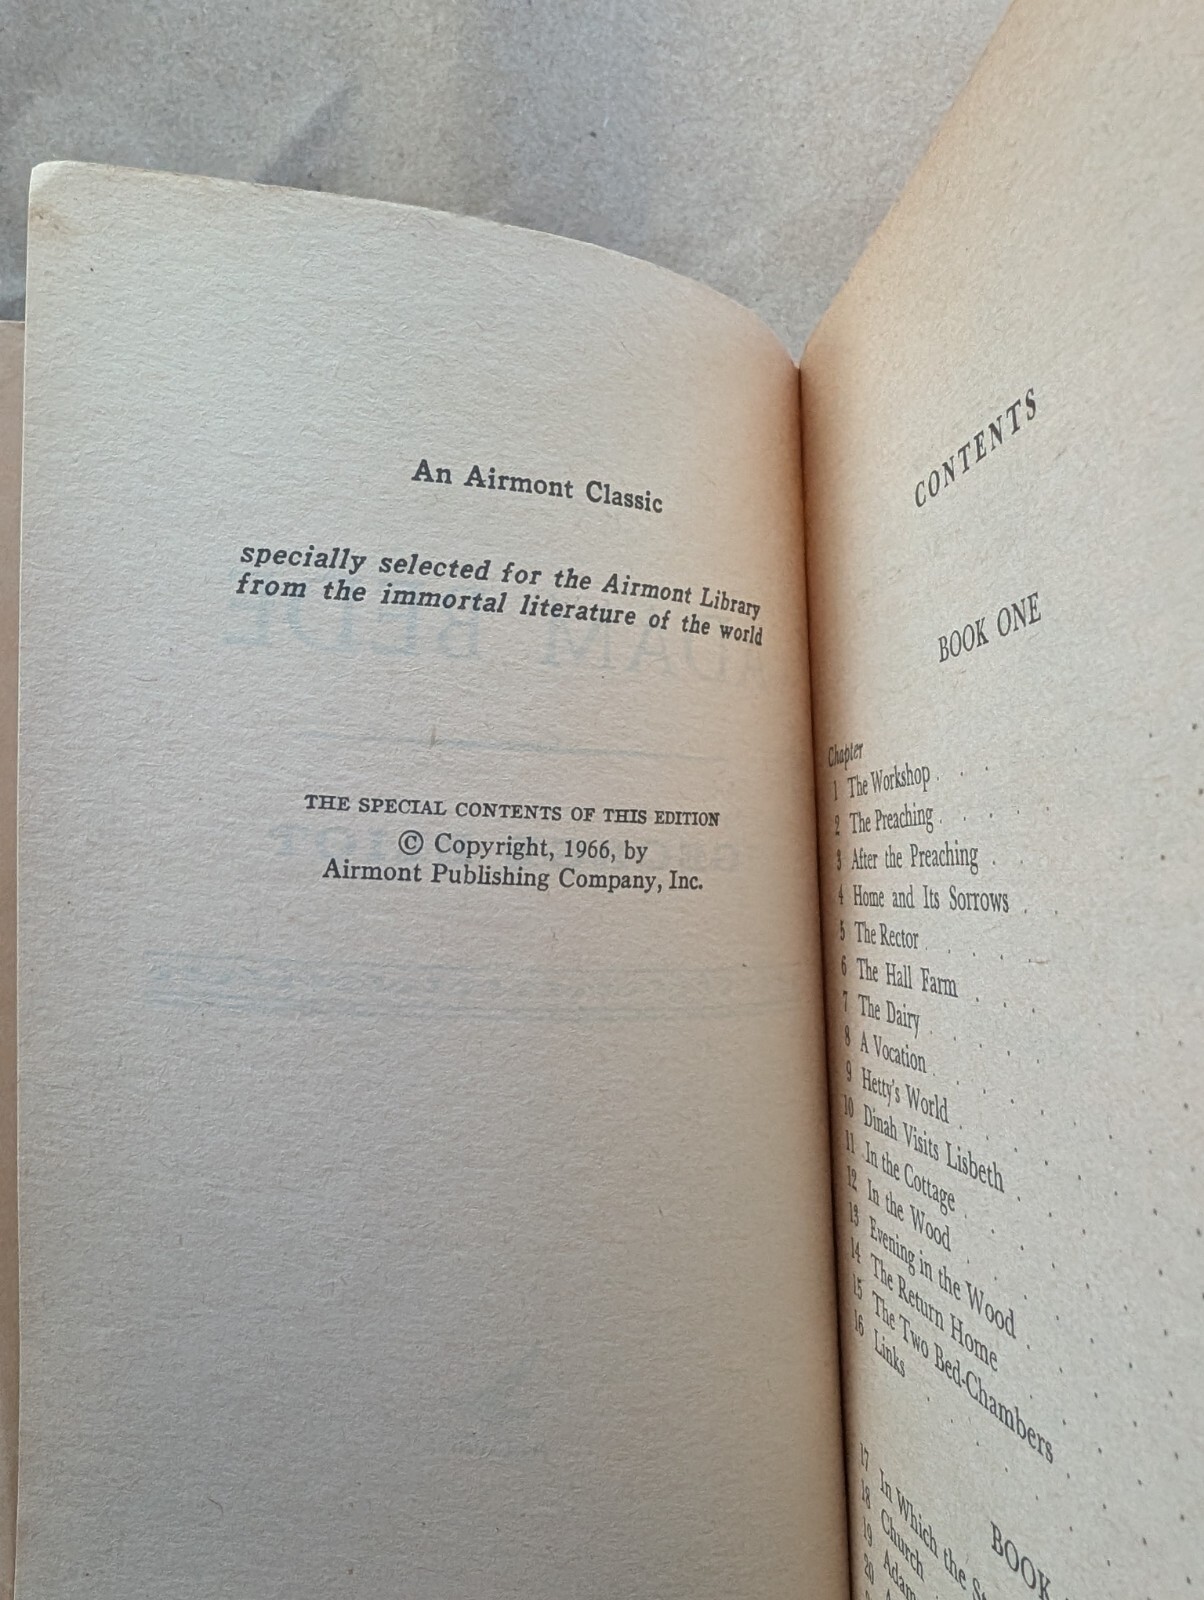 An Airmont Classic
specially selected for the Airmont Library
from the immortal literature of the world
THE SPECIAL CONTENTS OF THIS EDITION
© Copyright, 1966, by
Airmont Publishing Company, Inc.
CONTENTS
BOOK ONE
Chapter
1 The Workshop . . .
2 The Preaching . . . .
3 After the Preaching .
4 Home and Its Sorrows . .
5 The Rector . . . . .
6 The Hall Farm . . .
7 The Dairy . . . .
8 A Vocation . . . .
9 Hetty's World . . . .
10 Dinah Visits Lisbeth . . .
11 In the Cottage . . . .
12 In the Wood . . . .
13 Evening in the Wood . . .
14 The Return Home . . .
15 The Two Bed-Chambers . . .
16 Links . . . .
BOOK
17 In Which the
18 Church
19 Adam
20